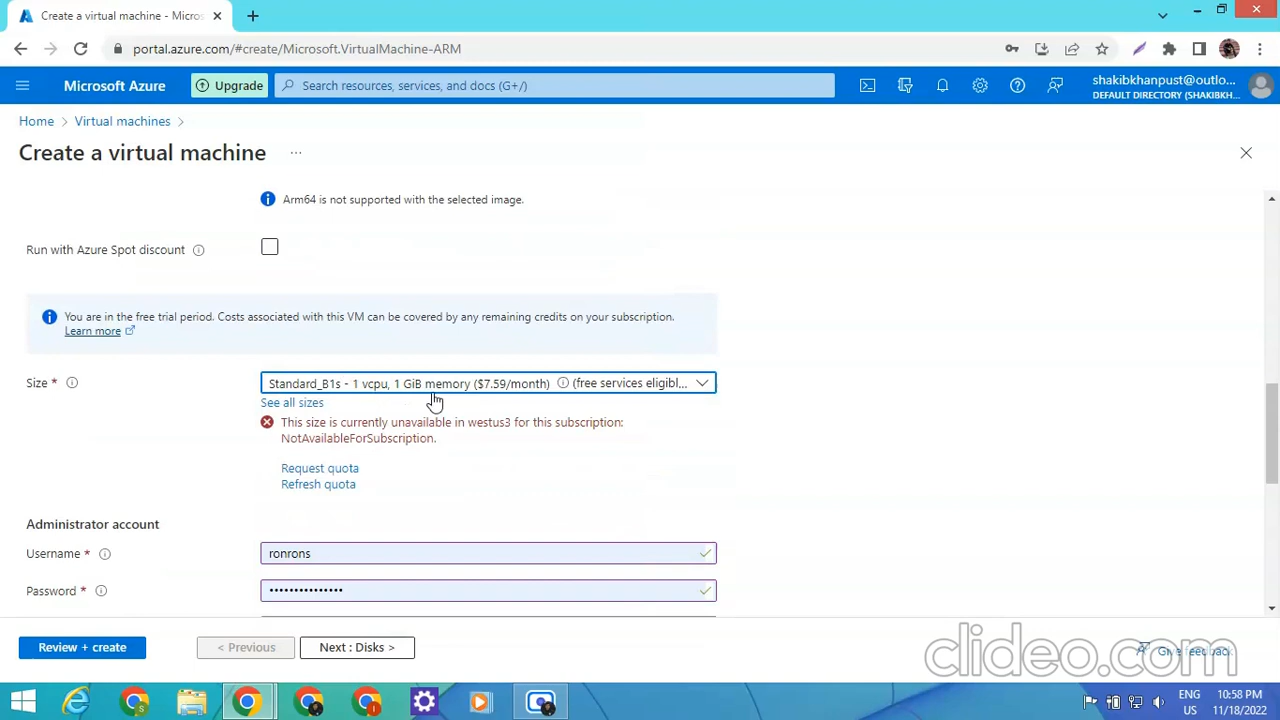 Create a virtual machine - Micros
portal.azure.com/#create/Microsoft.VirtualMachine-ARM
Microsoft Azure
Upgrade
Search resources, services, and docs (G+/)
shakibkhanpust@outlo...
DEFAULT DIRECTORY (SHAKIBKH...
Home > Virtual machines >
Create a virtual machine ...
Arm64 is not supported with the selected image.
Run with Azure Spot discount
You are in the free trial period. Costs associated with this VM can be covered by any remaining credits on your subscription.
Learn more
Size *
Standard_B1s - 1 vcpu, 1 GiB memory ($7.59/month) (free services eligibl...
See all sizes
This size is currently unavailable in westus3 for this subscription:
NotAvailableForSubscription.
Request quota
Refresh quota
Administrator account
Username *
ronrons
Password *
•••••••••••••••
Review + create
< Previous
Next : Disks >
Give feedback
clideo.com
ENG
US
10:58 PM
11/18/2022